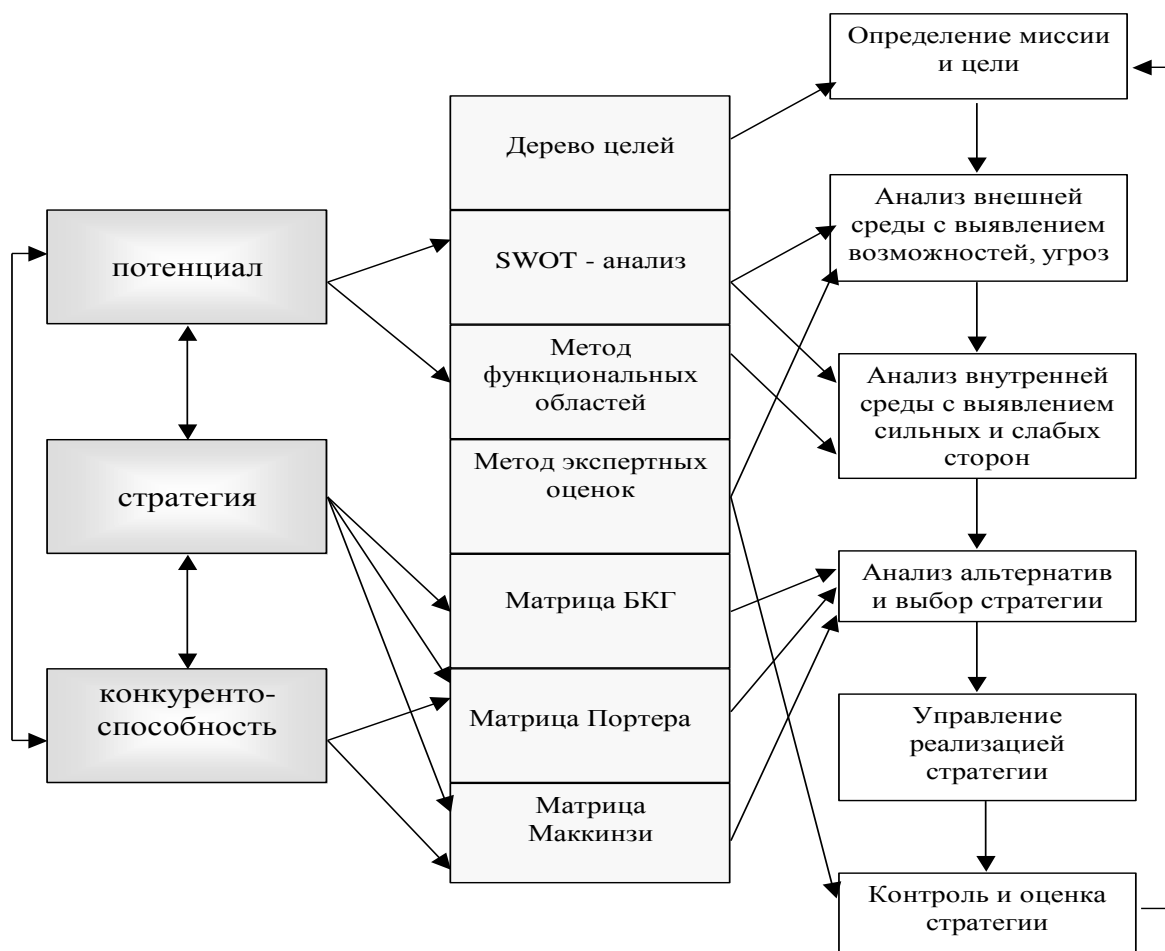 потенциал
стратегия
конкуренто-
способность
Дерево целей
SWOT - анализ
Метод
функциональных
областей
Метод экспертных
оценок
Матрица БКГ
Матрица Портера
Матрица
Маккинзи
Определение миссии
и цели
Анализ внешней
среды с выявлением
возможностей, угроз
Анализ внутренней
среды с выявлением
сильных и слабых
сторон
Анализ альтернатив
и выбор стратегии
Управление
реализацией
стратегии
Контроль и оценка
стратегии